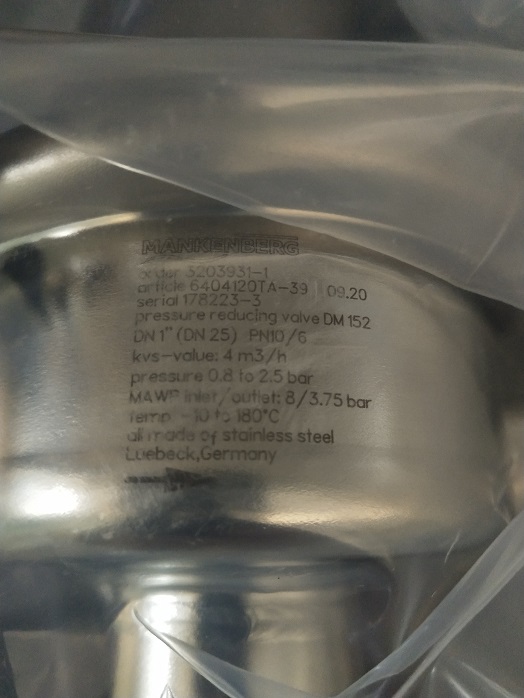 MANKENBERG
order 3203931-1
article 6404120TA-39 09.20
serial 178223-3
pressure reducing valve DM 152
DN 1" (DN 25) PN10/6
kvs-value: 4 m3/h
pressure 0.8 to 2.5 bar
MAWP inlet/outlet: 8/3.75 bar
Temp -10 to 180°C
all made of stainless steel
Luebeck,Germany